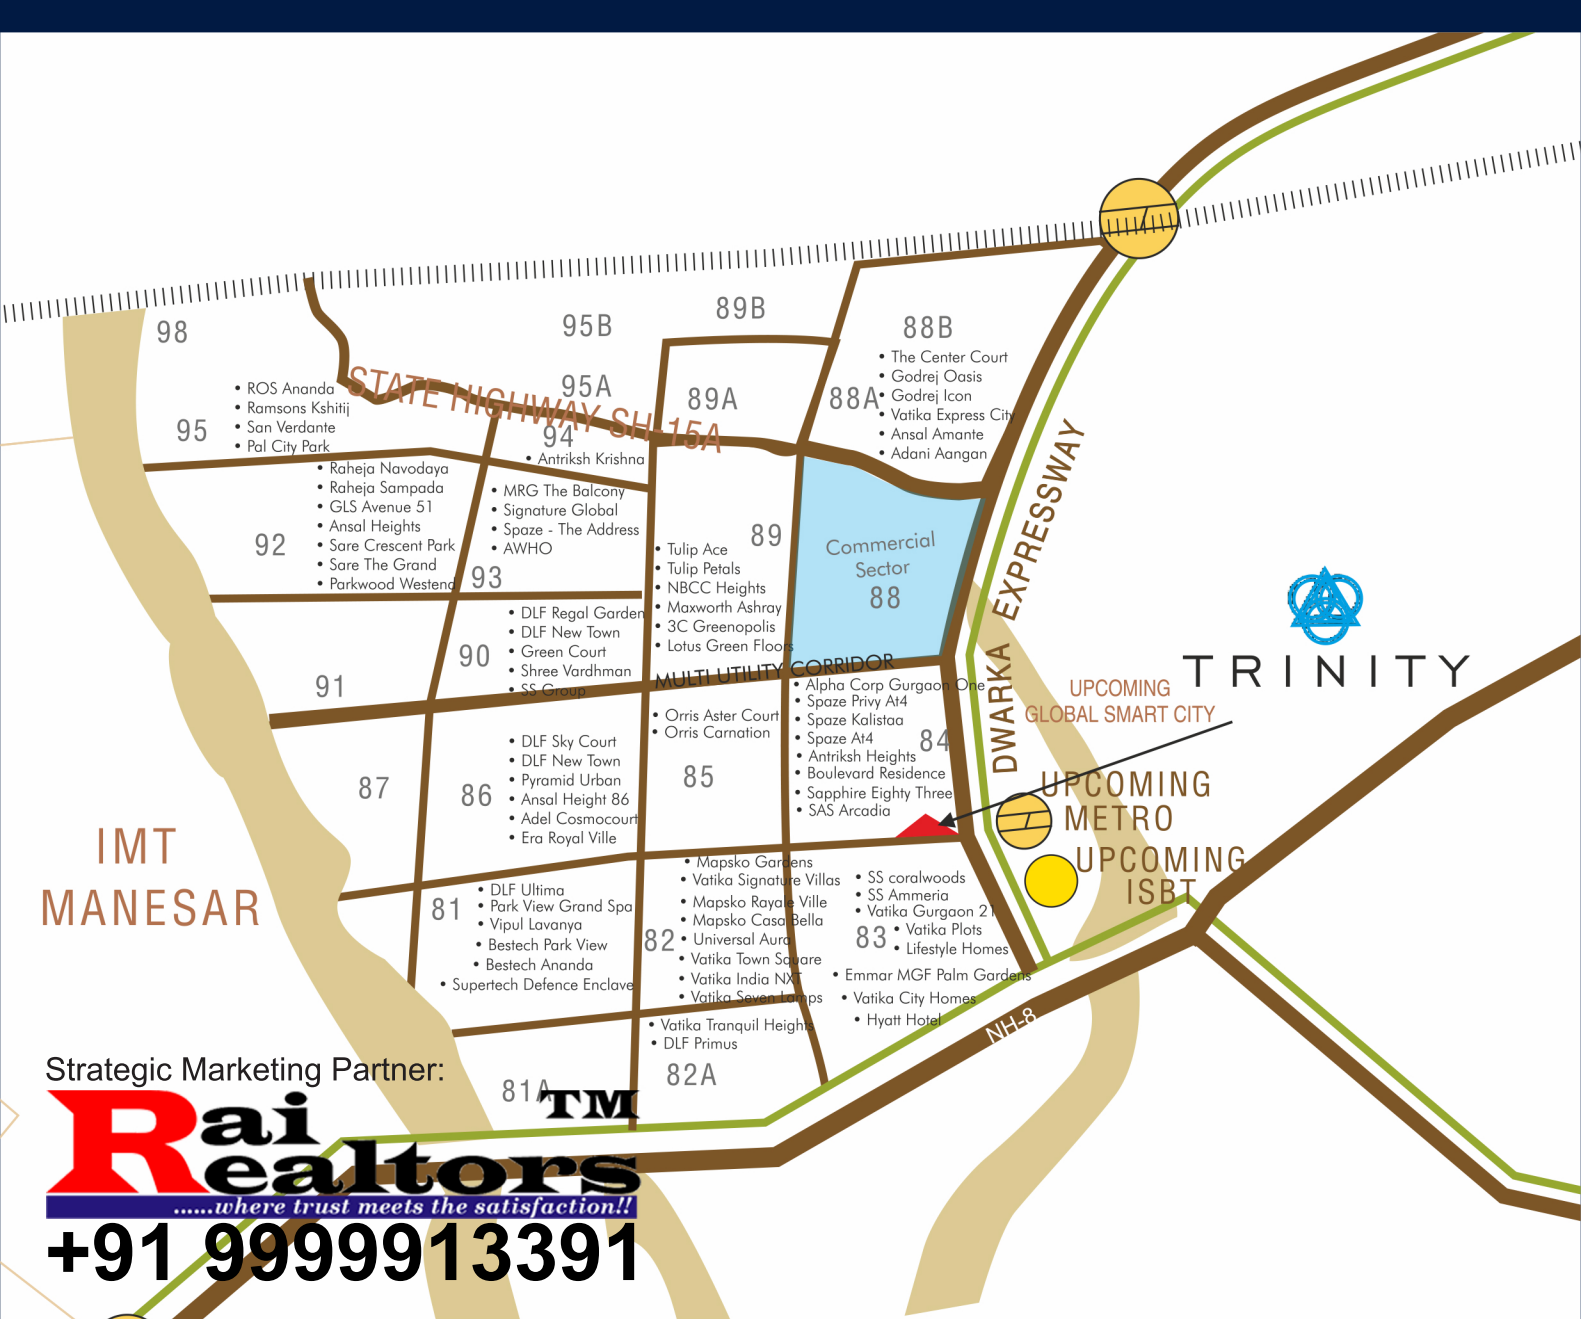 98
95B
89B
88B
• The Center Court
• Godrej Oasis
• Godrej Icon
• Vatika Express City
• Ansal Amante
• Adani Aangan
95A
89A
88A
• ROS Ananda
• Ramsons Kshitij
• San Verdante
• Pal City Park
95
STATE HIGHWAY SH-15A
94
• Antriksh Krishna
• Raheja Navodaya
• Raheja Sampada
• GLS Avenue 51
• Ansal Heights
• Sare Crescent Park
• Sare The Grand
• Parkwood Westend
92
• MRG The Balcony
• Signature Global
• Spaze - The Address
• AWHO
93
89
• Tulip Ace
• Tulip Petals
• NBCC Heights
• Maxworth Ashray
• 3C Greenopolis
• Lotus Green Floors
Commercial
Sector
88
DWARKA EXPRESSWAY
• DLF Regal Garden
• DLF New Town
• Green Court
• Shree Vardhman
• SS Group
90
91
MULTI UTILITY CORRIDOR
TRINITY
UPCOMING
GLOBAL SMART CITY
• Alpha Corp Gurgaon One
• Spaze Privy At4
• Spaze Kalistaa
• Spaze At4
• Antriksh Heights
• Boulevard Residence
• Sapphire Eighty Three
• SAS Arcadia
84
• Orris Aster Court
• Orris Carnation
85
• DLF Sky Court
• DLF New Town
• Pyramid Urban
• Ansal Height 86
• Adel Cosmocourt
• Era Royal Ville
86
87
UPCOMING
METRO
UPCOMING
ISBT
IMT
MANESAR
81
• DLF Ultima
• Park View Grand Spa
• Vipul Lavanya
• Bestech Park View
• Bestech Ananda
• Supertech Defence Enclave
82
• Mapsko Gardens
• Vatika Signature Villas
• Mapsko Rayale Ville
• Mapsko Casa Bella
• Universal Aura
• Vatika Town Square
• Vatika India NXT
• Vatika Seven Lamps
83
• SS coralwoods
• SS Ammeria
• Vatika Gurgaon 21
• Vatika Plots
• Lifestyle Homes
• Emmar MGF Palm Gardens
• Vatika City Homes
• Hyatt Hotel
NH-8
• Vatika Tranquil Heights
• DLF Primus
82A
81A
Strategic Marketing Partner:
Rai Realtors TM
......where trust meets the satisfaction!!
+91 9999913391